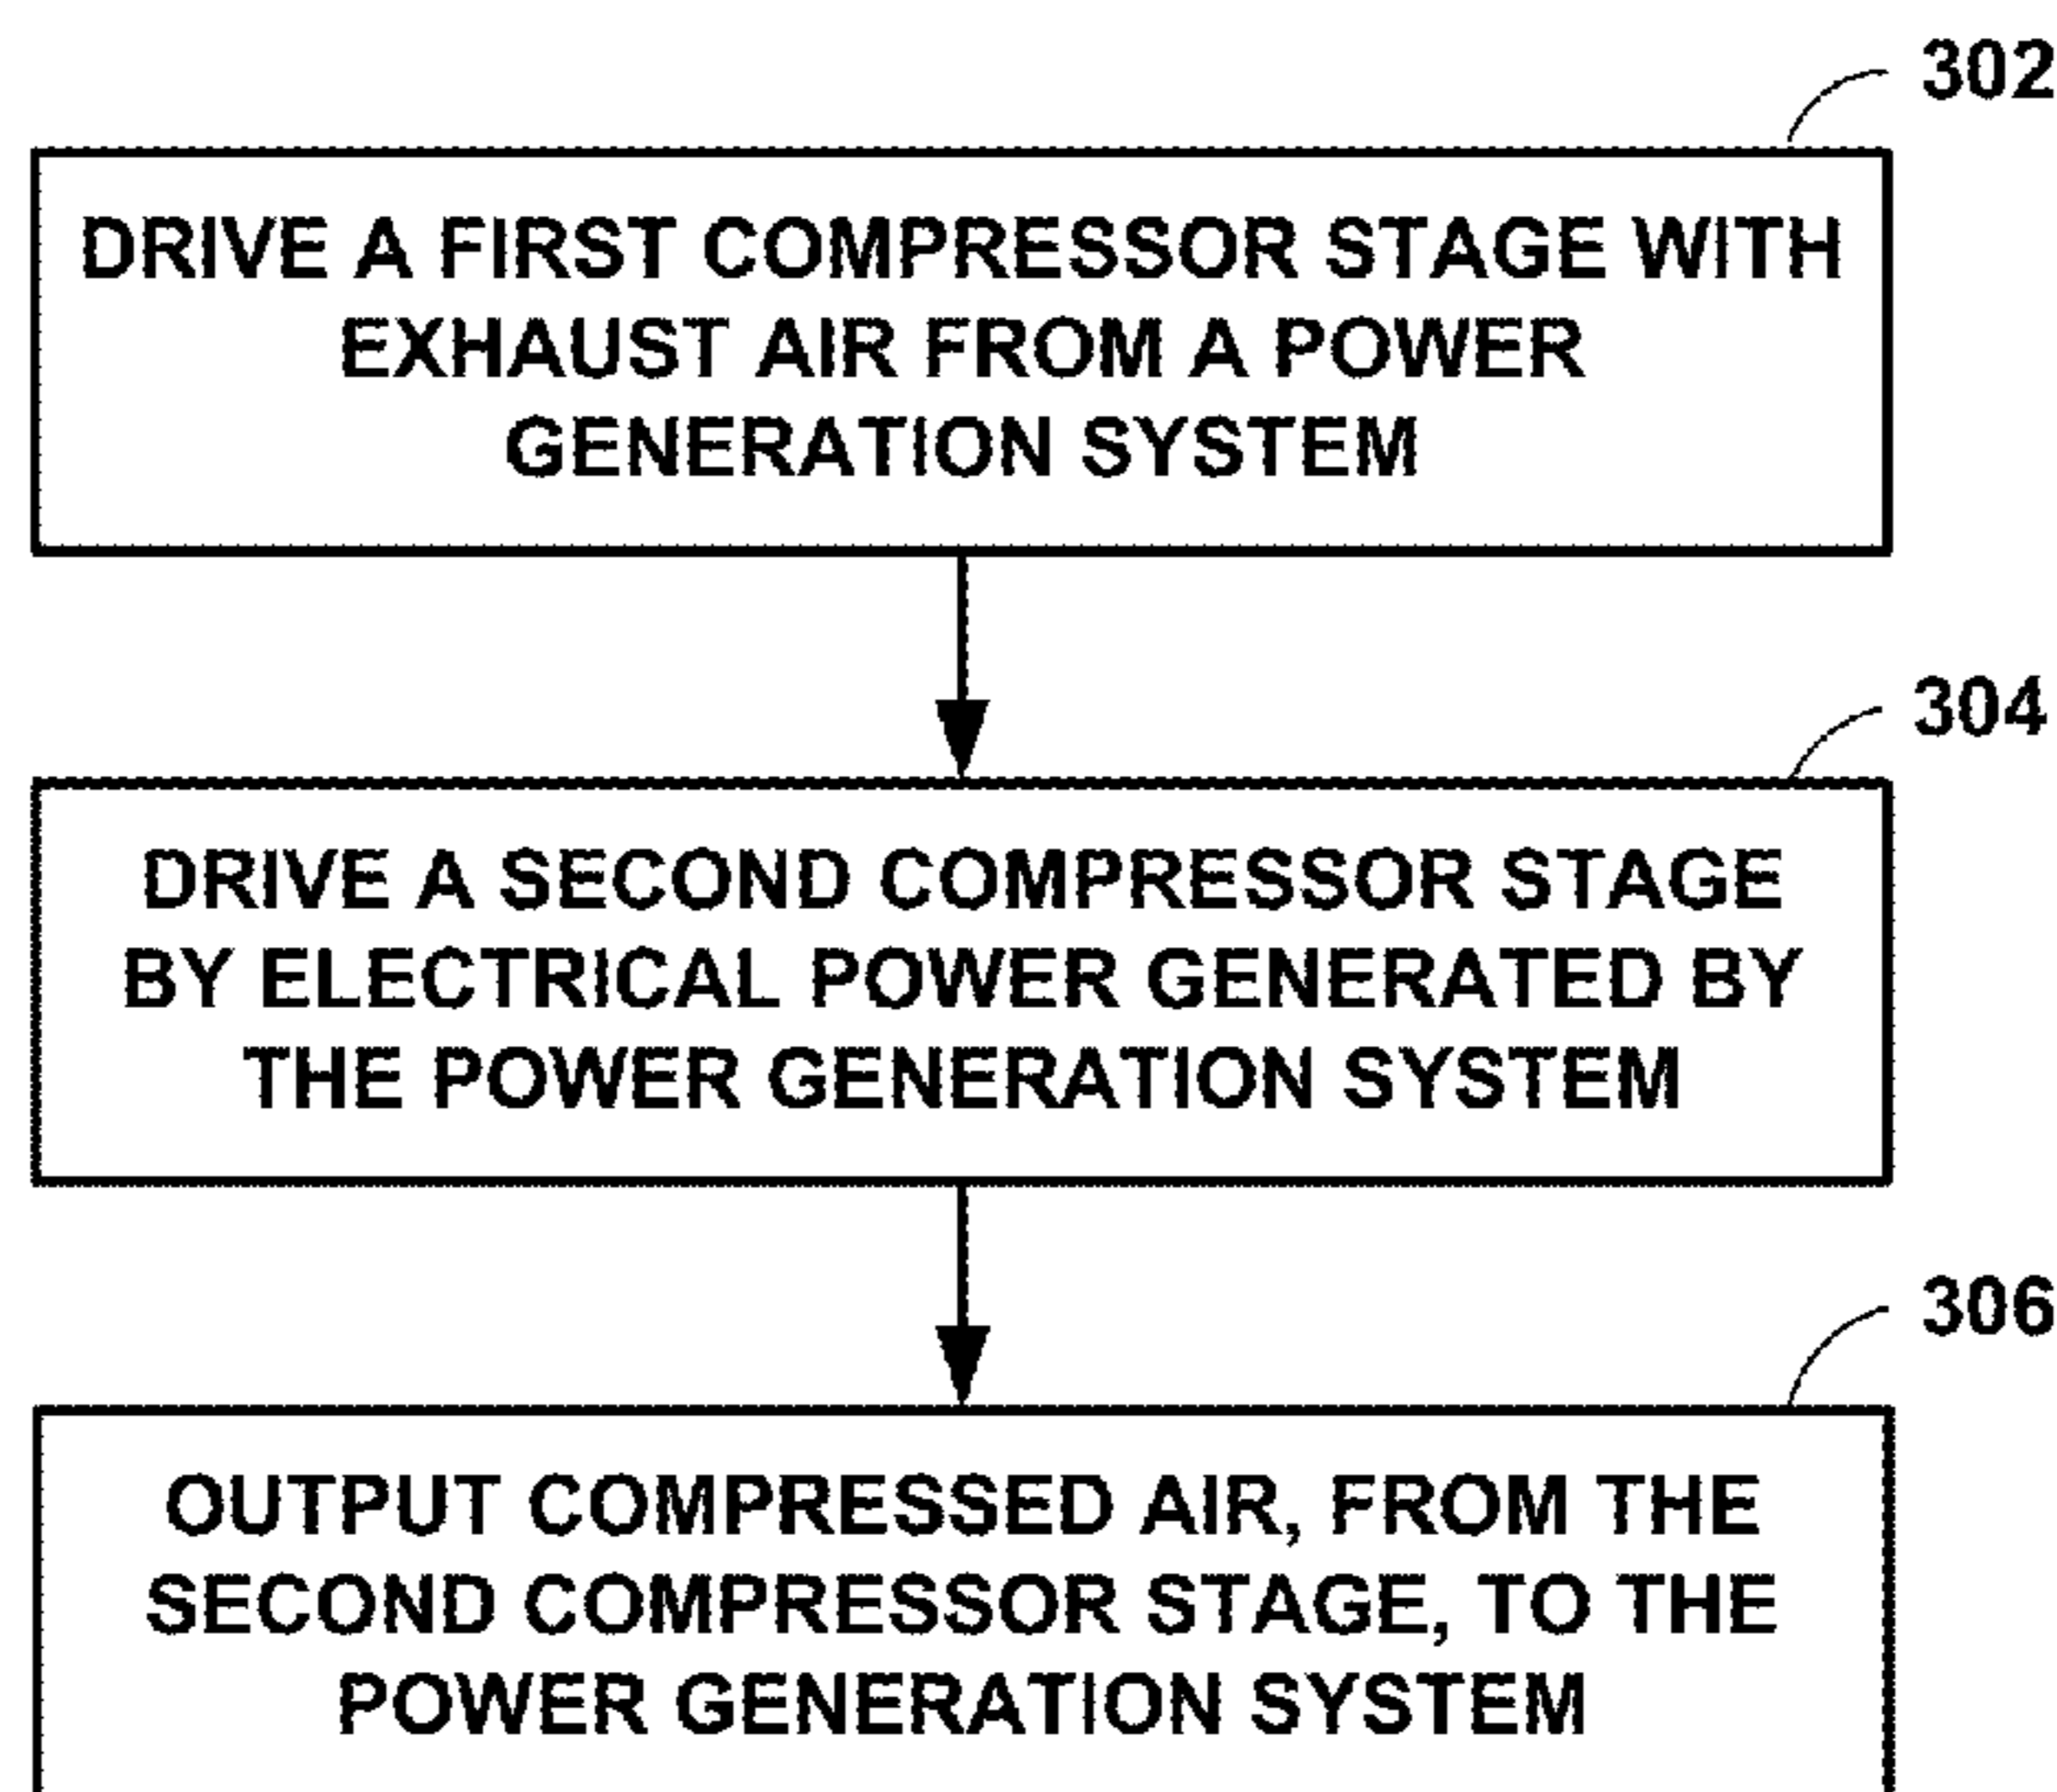 302
DRIVE A FIRST COMPRESSOR STAGE WITH
EXHAUST AIR FROM A POWER
GENERATION SYSTEM
304
DRIVE A SECOND COMPRESSOR STAGE
BY ELECTRICAL POWER GENERATED BY
THE POWER GENERATION SYSTEM
306
OUTPUT COMPRESSED AIR, FROM THE
SECOND COMPRESSOR STAGE, TO THE
POWER GENERATION SYSTEM